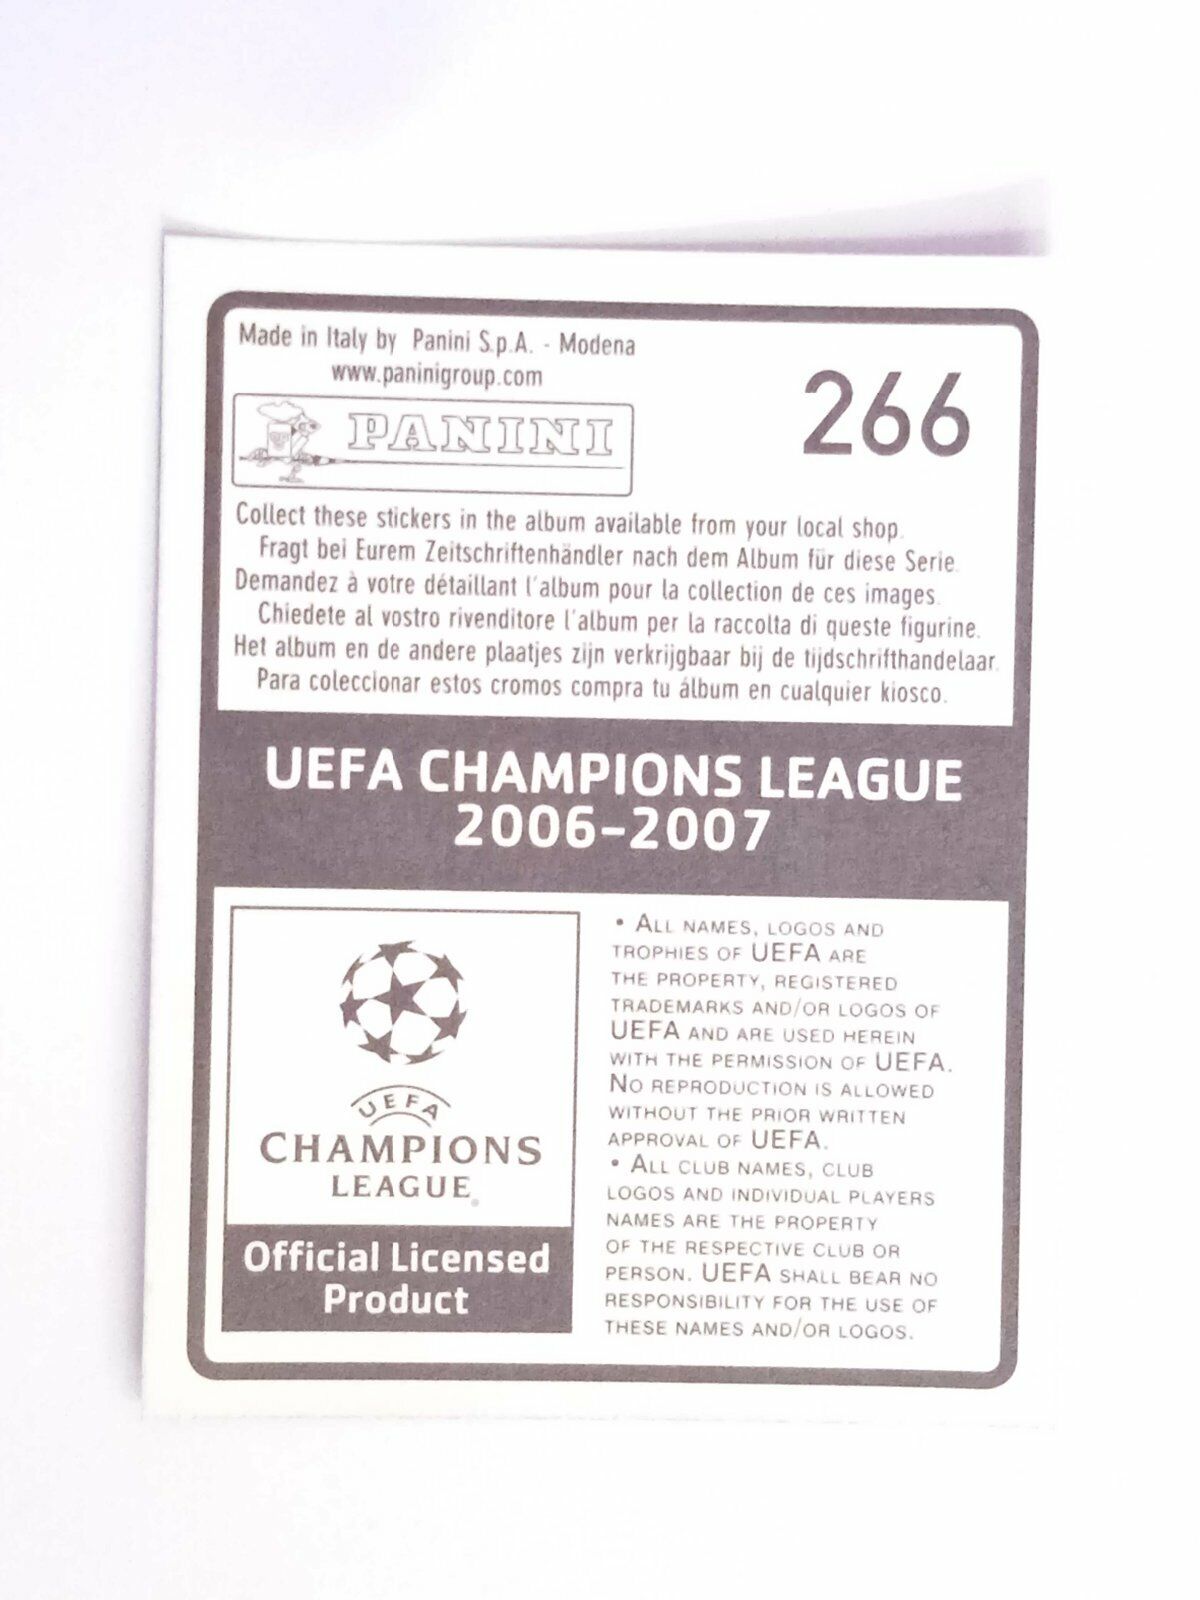 Made in Italy by Panini S.p.A. - Modena
www.paninigroup.com
PANINI
266
Collect these stickers in the album available from your local shop.
Fragt bei Eurem Zeitschriftenhändler nach dem Album für diese Serie.
Demandez à votre détaillant l'album pour la collection de ces images.
Chiedete al vostro rivenditore l'album per la raccolta di queste figurine.
Het album en de andere plaatjes zijn verkrijgbaar bij de tijdschrifthandelaar.
Para coleccionar estos cromos compra tu álbum en cualquier kiosco.
UEFA CHAMPIONS LEAGUE
2006-2007
UEFA
CHAMPIONS
LEAGUE®
Official Licensed
Product
• ALL NAMES, LOGOS AND
TROPHIES OF UEFA ARE
THE PROPERTY, REGISTERED
TRADEMARKS AND/OR LOGOS OF
UEFA AND ARE USED HEREIN
WITH THE PERMISSION OF UEFA.
NO REPRODUCTION IS ALLOWED
WITHOUT THE PRIOR WRITTEN
APPROVAL OF UEFA.
• ALL CLUB NAMES, CLUB
LOGOS AND INDIVIDUAL PLAYERS
NAMES ARE THE PROPERTY
OF THE RESPECTIVE CLUB OR
PERSON. UEFA SHALL BEAR NO
RESPONSIBILITY FOR THE USE OF
THESE NAMES AND/OR LOGOS.